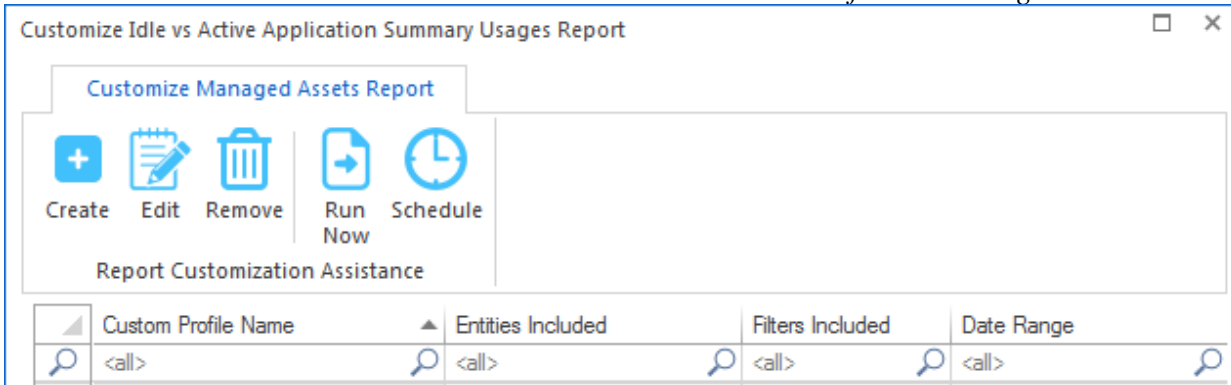 Customize Idle vs Active Application Summary Usages Report
Customize Managed Assets Report
Create Edit Remove Run Now Schedule
Report Customization Assistance
Custom Profile Name Entities Included Filters Included Date Range
<all> <all> <all> <all>